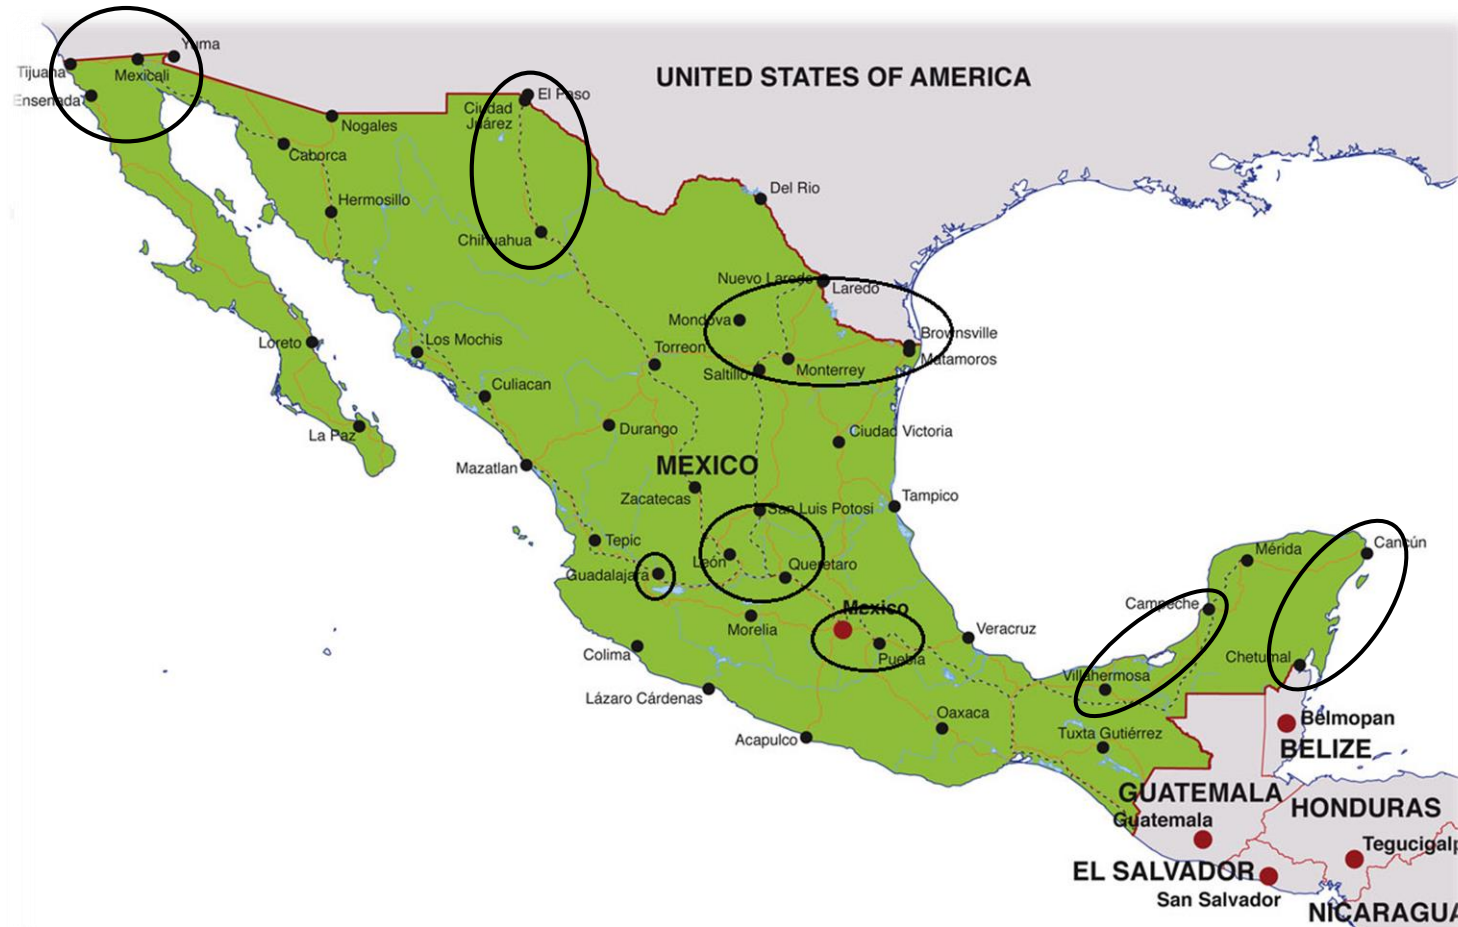 Yuma
Tijuana
Mexicali
Ensenada
UNITED STATES OF AMERICA
El Paso
Ciudad
Juárez
Nogales
Caborca
Del Rio
Hermosillo
Chihuahua
Nuevo Laredo
Laredo
Mondova
Brownsville
Loreto
Los Mochis
Torreon
Matamoros
Saltillo
Monterrey
Culiacan
La Paz
Durango
Ciudad Victoria
Mazatlan
MEXICO
Zacatecas
Tampico
San Luis Potosi
Tepic
León
Queretaro
Guadalajara
Cancún
Mérida
Mexico
Campeche
Morelia
Veracruz
Colima
Puebla
Chetumal
Villahermosa
Lázaro Cárdenas
Oaxaca
Belmopan
Acapulco
Tuxta Gutiérrez
BELIZE
GUATEMALA
HONDURAS
Guatemala
Tegucigalp
EL SALVADOR
San Salvador
NICARAGUA